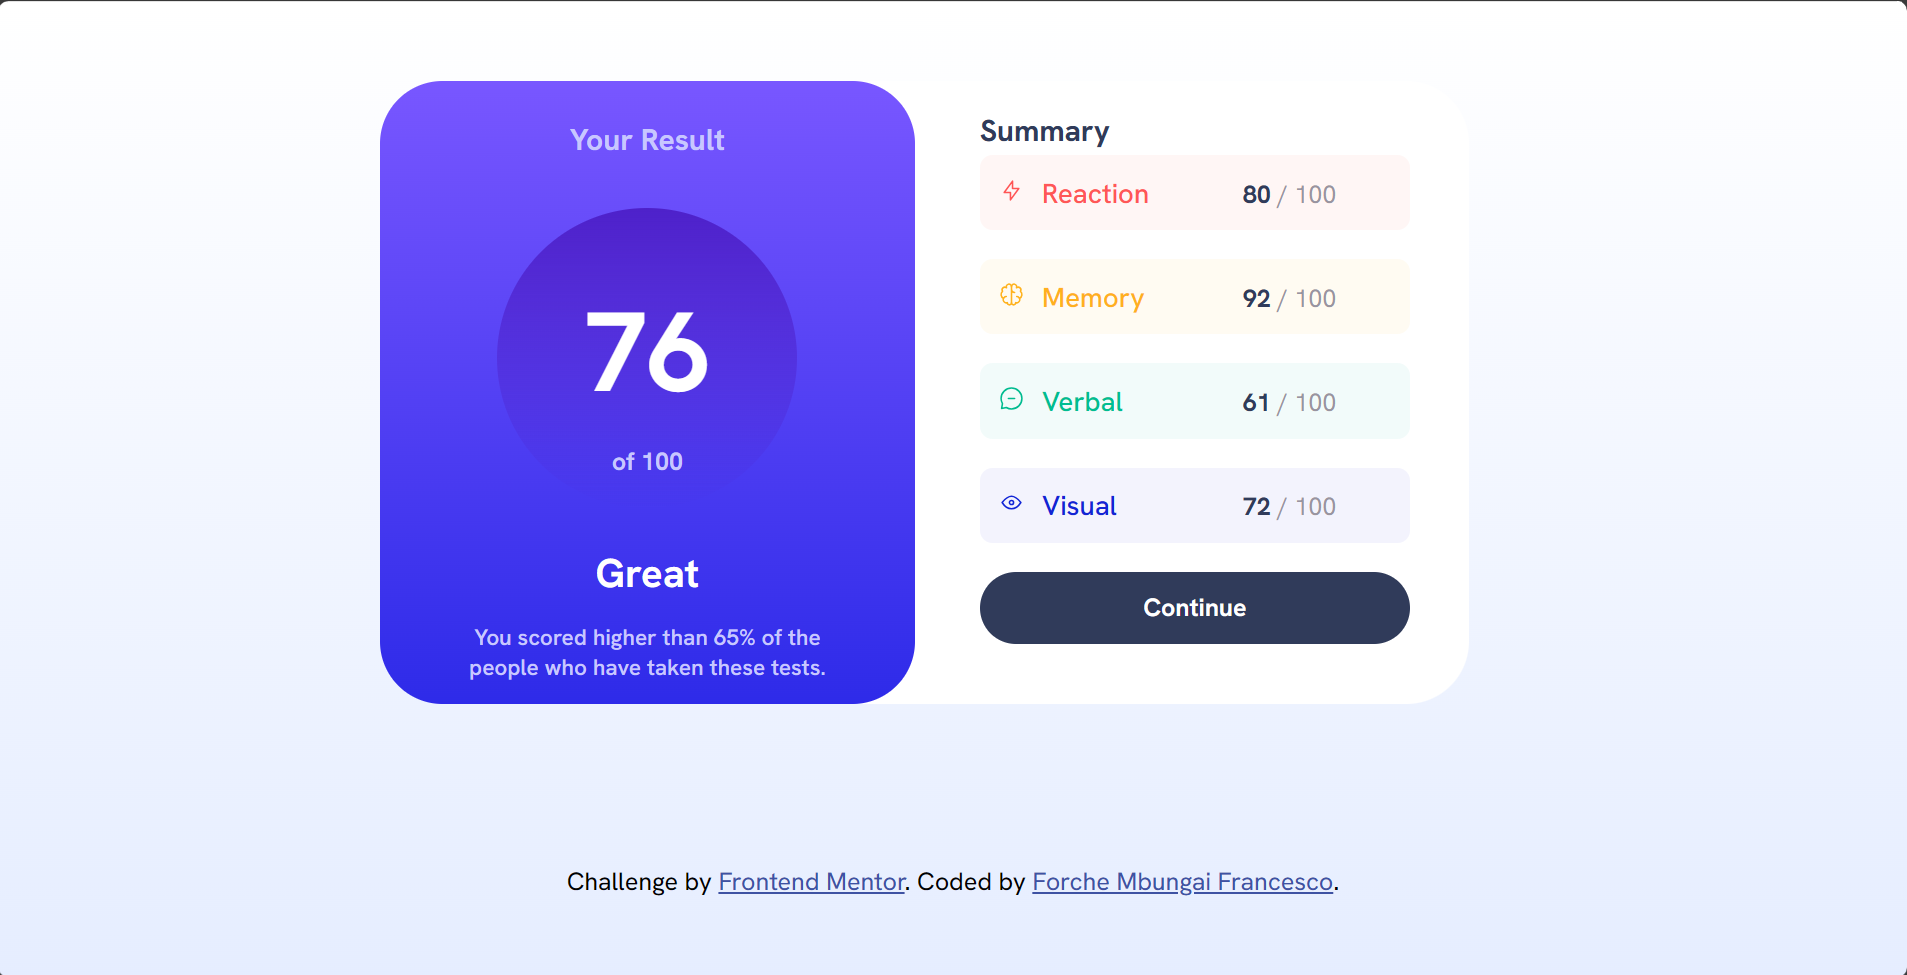 Your Result
76
of 100
Great
You scored higher than 65% of the
people who have taken these tests.
Summary
Reaction 80 / 100
Memory 92 / 100
Verbal 61 / 100
Visual 72 / 100
Continue
Challenge by Frontend Mentor. Coded by Forche Mbungai Francesco.